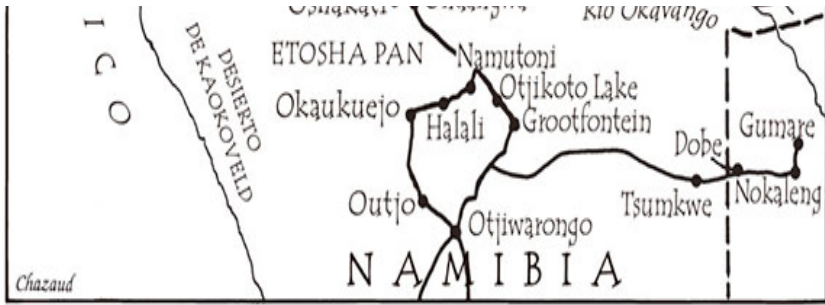 Río Okavango
I C O
DESIERTO
DE KAOKOVELD
ETOSHA PAN
Namutoni
Otjikoto Lake
Okaukuejo
Halali
Grootfontein
Gumare
Dobe
Nokaleng
Tsumkwe
Outjo
Otjiwarongo
NAMIBIA
Chazaud